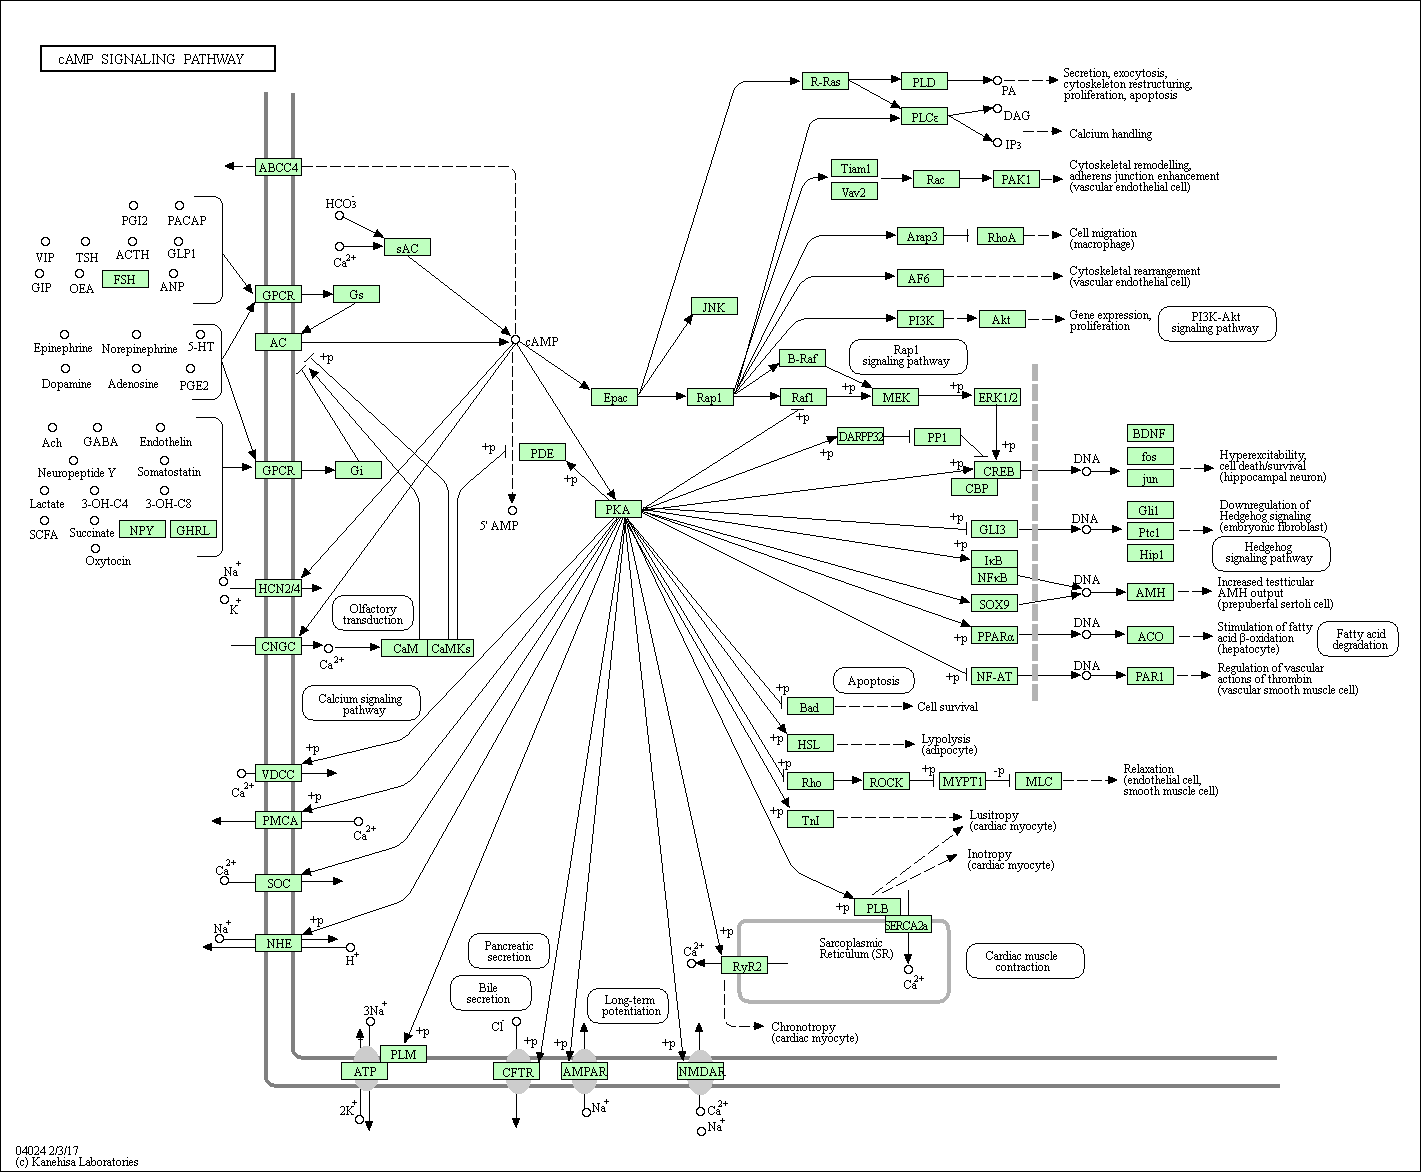 cAMP SIGNALING PATHWAY
R-Ras
PLD
PA
Secretion, exocytosis,
cytoskeleton restructuring,
proliferation, apoptosis
PLCε
DAG
IP3
Calcium handling
ABCC4
Tiam1
Vav2
Rac
PAK1
Cytoskeletal remodelling,
adherens junction enhancement
(vascular endothelial cell)
PGI2
PACAP
HCO3-
Ca2+
sAC
VIP
TSH
ACTH
GLP1
GIP
OEA
FSH
ANP
Arap3
RhoA
Cell migration
(macrophage)
AF6
Cytoskeletal rearrangement
(vascular endothelial cell)
GPCR
Gs
JNK
PI3K
Akt
Gene expression,
proliferation
PI3K-Akt
signaling pathway
Epinephrine
Norepinephrine
5-HT
Dopamine
Adenosine
PGE2
AC
+p
cAMP
B-Raf
Rap1
signaling pathway
Epac
Rap1
Raf1
+p
MEK
+p
ERK1/2
+p
Ach
GABA
Endothelin
Neuropeptide Y
Somatostatin
Lactate
3-OH-C4
3-OH-C8
SCFA
Succinate
NPY
GHRL
Oxytocin
GPCR
Gi
+p
PDE
+p
5' AMP
PKA
DARPP32
+p
PP1
+p
+p
CREB
CBP
DNA
BDNF
fos
jun
Hyperexcitability,
cell death/survival
(hippocampal neuron)
+p
GLI3
DNA
Gli1
Ptc1
Hip1
Downregulation of
Hedgehog signaling
(embryonic fibroblast)
Hedgehog
signaling pathway
+p
IκB
NFκB
SOX9
DNA
AMH
Increased testticular
AMH output
(prepuberfal sertoli cell)
+p
PPARα
DNA
ACO
Stimulation of fatty
acid β-oxidation
(hepatocyte)
Fatty acid
degradation
+p
NF-AT
DNA
PAR1
Regulation of vascular
actions of thrombin
(vascular smooth muscle cell)
Na+
K+
HCN2/4
Olfactory
transduction
CNGC
Ca2+
CaM
CaMKs
Calcium signaling
pathway
+p
Bad
Apoptosis
Cell survival
+p
HSL
Lypolysis
(adipocyte)
+p
Rho
ROCK
+p
MYPT1
-p
MLC
Relaxation
(endothelial cell,
smooth muscle cell)
+p
TnI
Lusitropy
(cardiac myocyte)
Inotropy
(cardiac myocyte)
+p
VDCC
Ca2+
+p
PMCA
Ca2+
Ca2+
SOC
+p
Na+
NHE
H+
+p
PLB
SERCA2a
Sarcoplasmic
Reticulum (SR)
Ca2+
+p
Ca2+
RyR2
Cardiac muscle
contraction
Chronotropy
(cardiac myocyte)
Pancreatic
secretion
Bile
secretion
Long-term
potentiation
3Na+
+p
PLM
ATP
2K+
Cl-
+p
CFTR
+p
AMPAR
Na+
+p
NMDAR
Ca2+
Na+
04024 2/3/17
(c) Kanehisa Laboratories